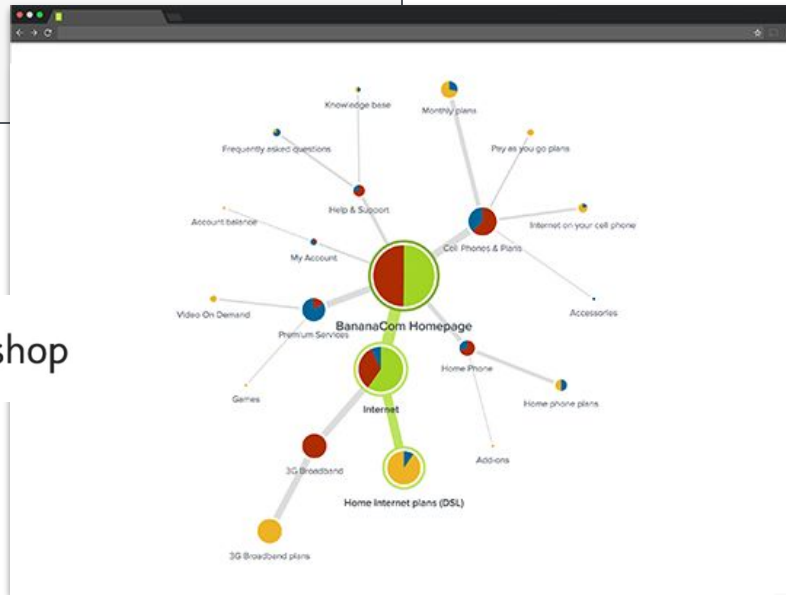 Knowledge base
Monthly plans
Frequently asked questions
Pay as you go plans
Help & Support
Account balance
Internet on your cell phone
Cell Phones & Plans
My Account
Video On Demand
Accessories
BananaCom Homepage
Premium Services
shop
Home Phone
Games
Home phone plans
Internet
Add-ons
3G Broadband
Home Internet plans (DSL)
3G Broadband plans